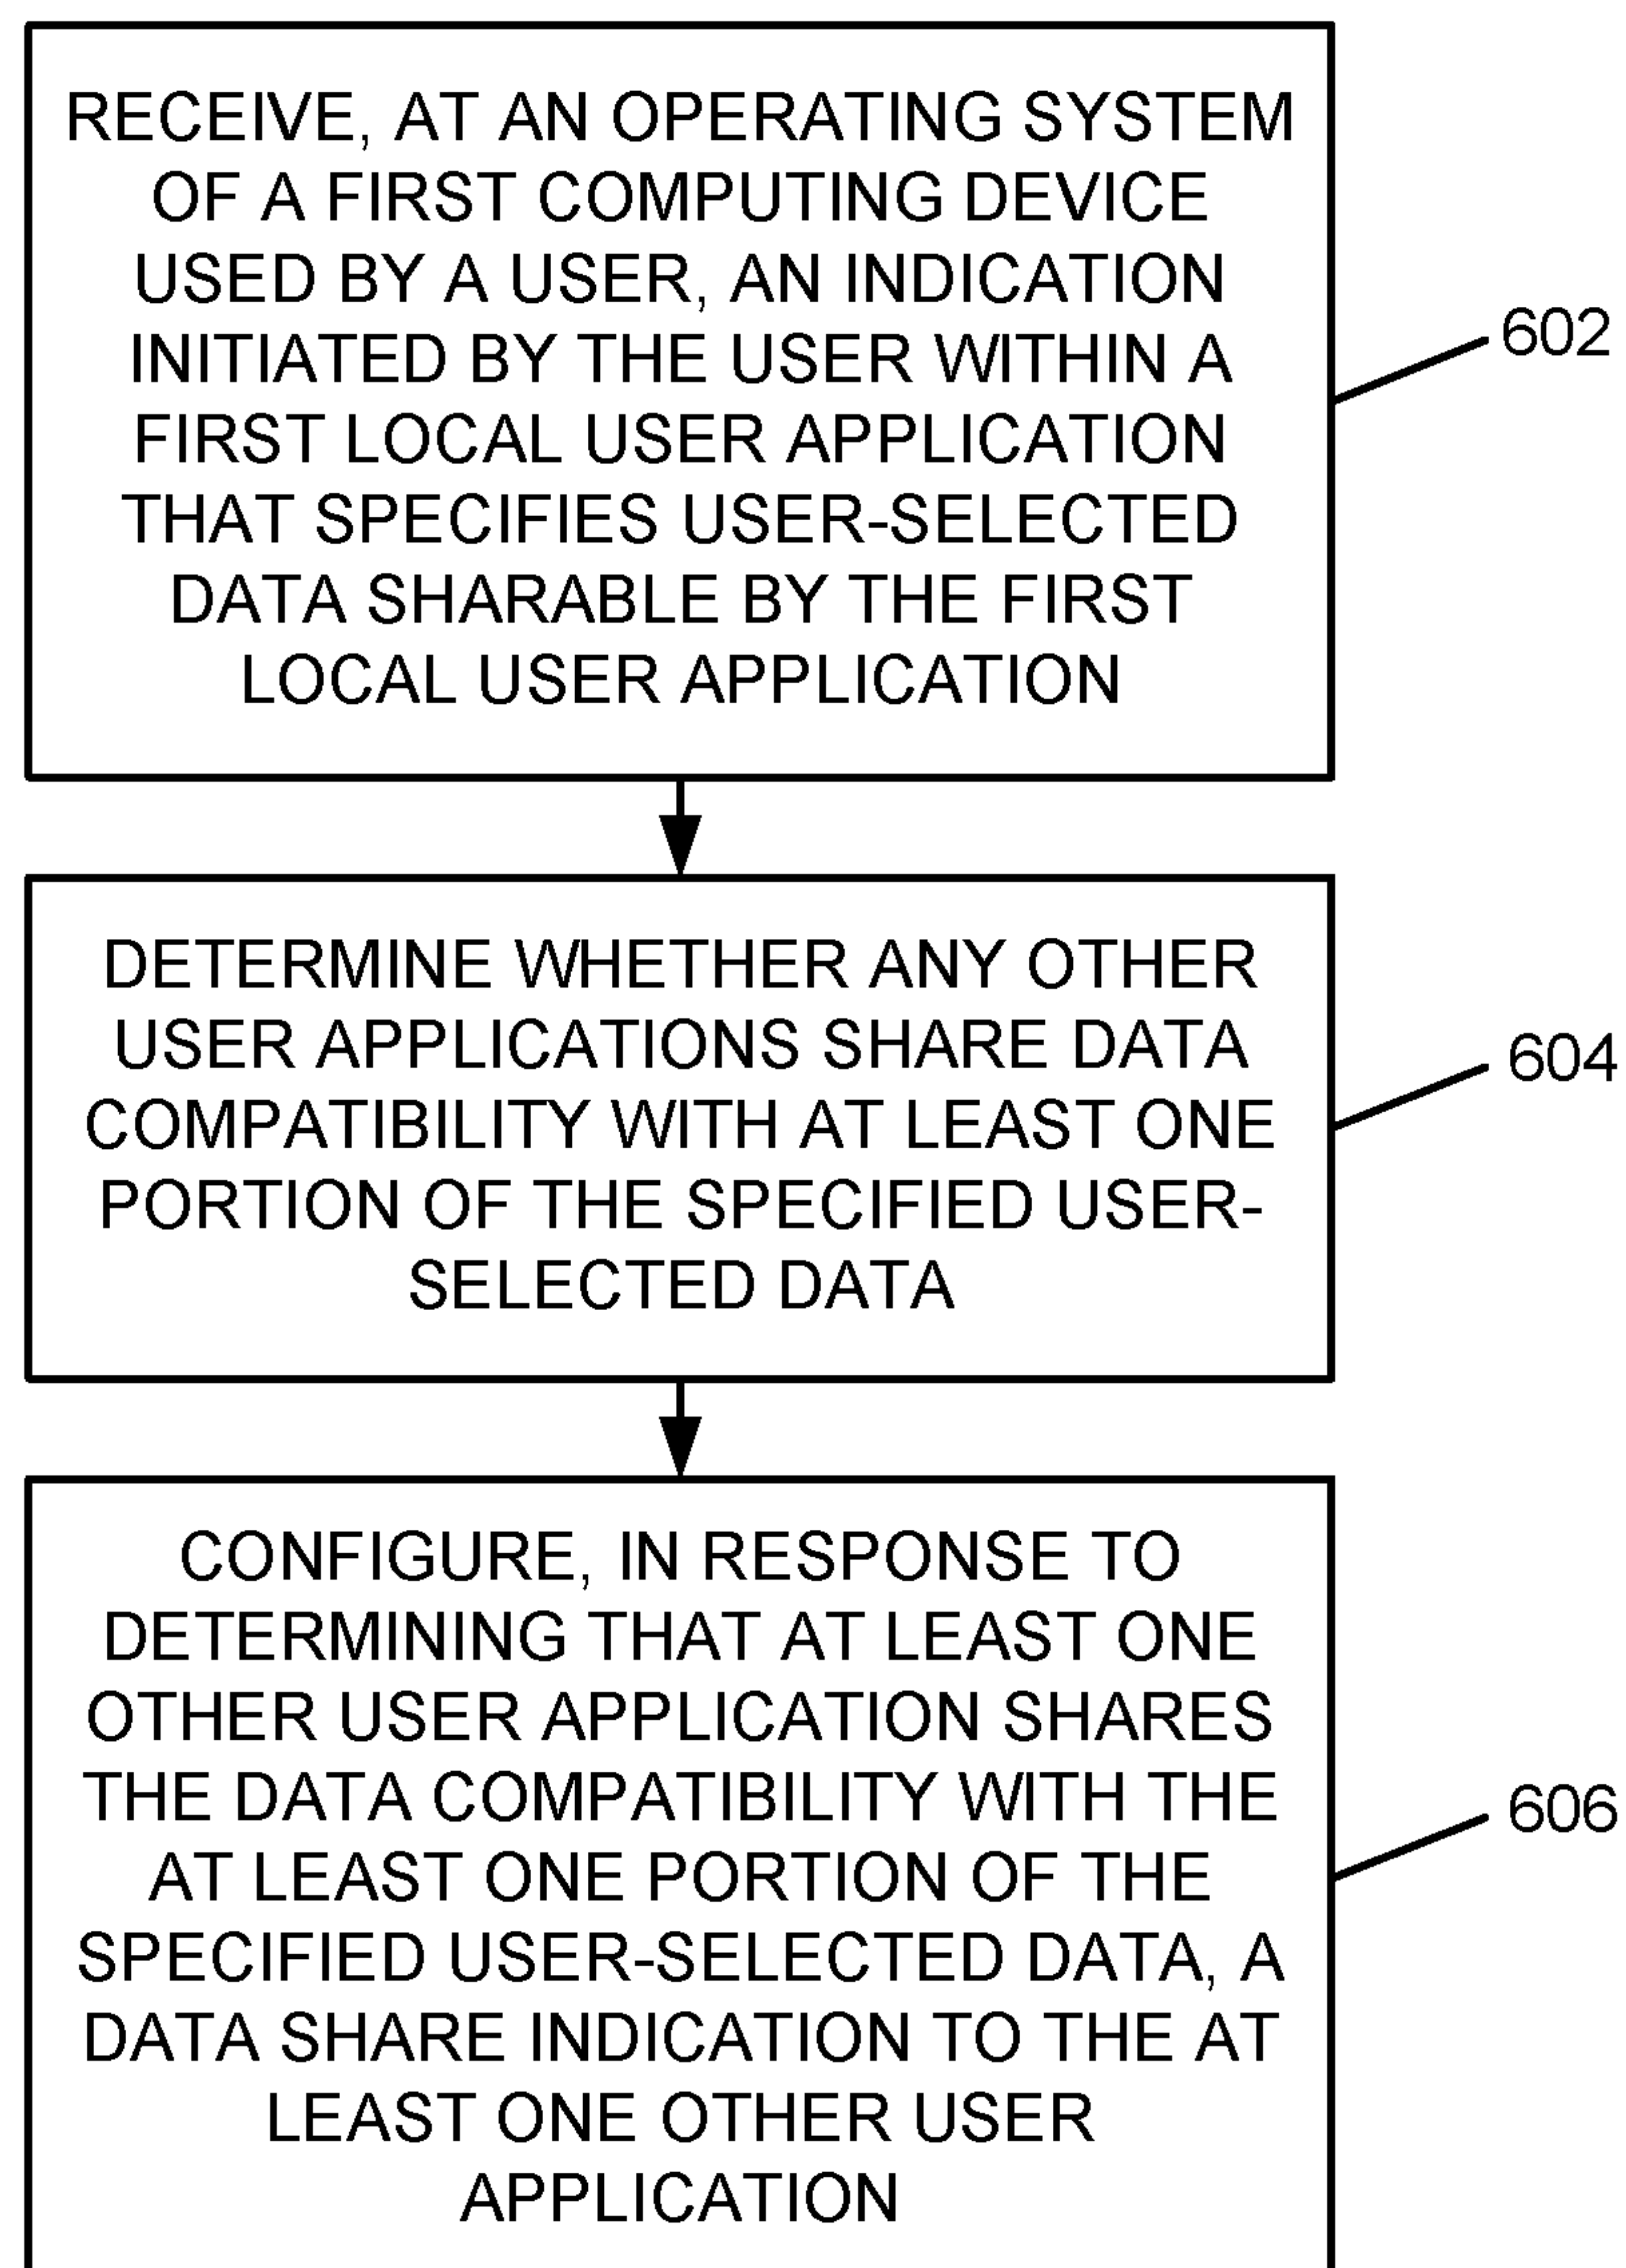 RECEIVE, AT AN OPERATING SYSTEM
OF A FIRST COMPUTING DEVICE
USED BY A USER, AN INDICATION
INITIATED BY THE USER WITHIN A
FIRST LOCAL USER APPLICATION
THAT SPECIFIES USER-SELECTED
DATA SHARABLE BY THE FIRST
LOCAL USER APPLICATION
602
DETERMINE WHETHER ANY OTHER
USER APPLICATIONS SHARE DATA
COMPATIBILITY WITH AT LEAST ONE
PORTION OF THE SPECIFIED USER-
SELECTED DATA
604
CONFIGURE, IN RESPONSE TO
DETERMINING THAT AT LEAST ONE
OTHER USER APPLICATION SHARES
THE DATA COMPATIBILITY WITH THE
AT LEAST ONE PORTION OF THE
SPECIFIED USER-SELECTED DATA, A
DATA SHARE INDICATION TO THE AT
LEAST ONE OTHER USER
APPLICATION
606